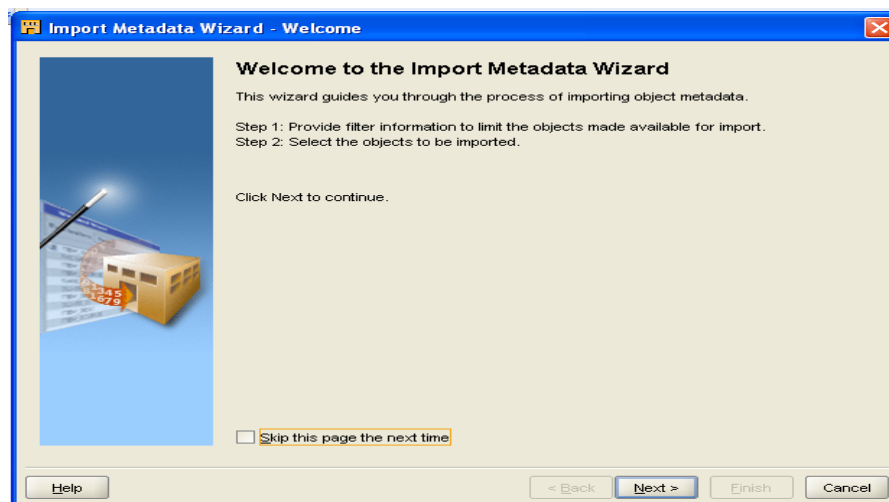 Import Metadata Wizard - Welcome
Welcome to the Import Metadata Wizard
This wizard guides you through the process of importing object metadata.
Step 1: Provide filter information to limit the objects made available for import.
Step 2: Select the objects to be imported.
Click Next to continue.
Skip this page the next time
Help
< Back
Next >
Finish
Cancel